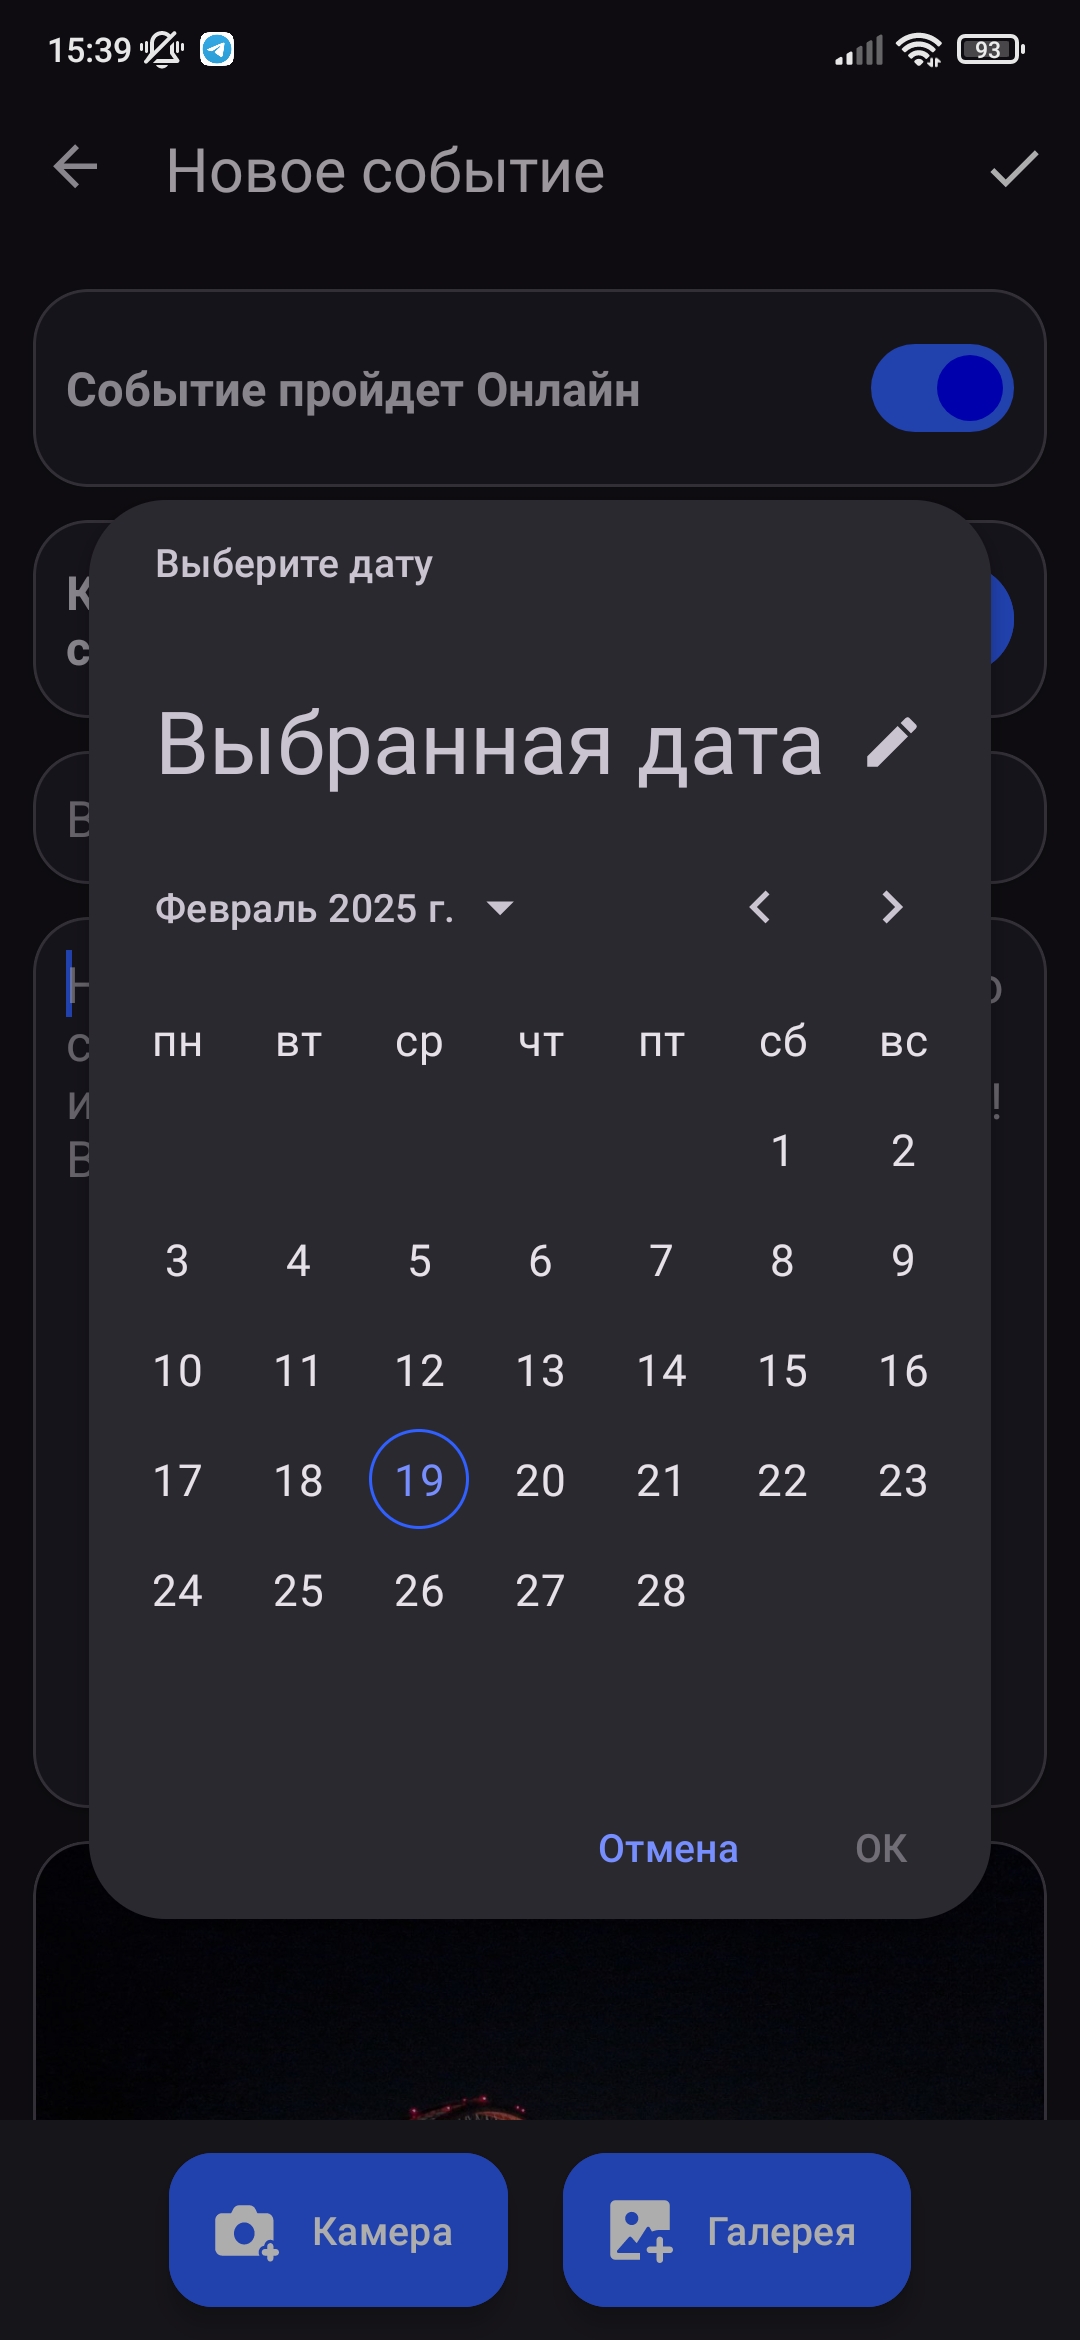 15:39
93
Новое событие
Событие пройдет Онлайн
Выберите дату
Выбранная дата
Февраль 2025 г.
пн вт ср чт пт сб вс
1 2
3 4 5 6 7 8 9
10 11 12 13 14 15 16
17 18 19 20 21 22 23
24 25 26 27 28
Отмена ОК
Камера Галерея